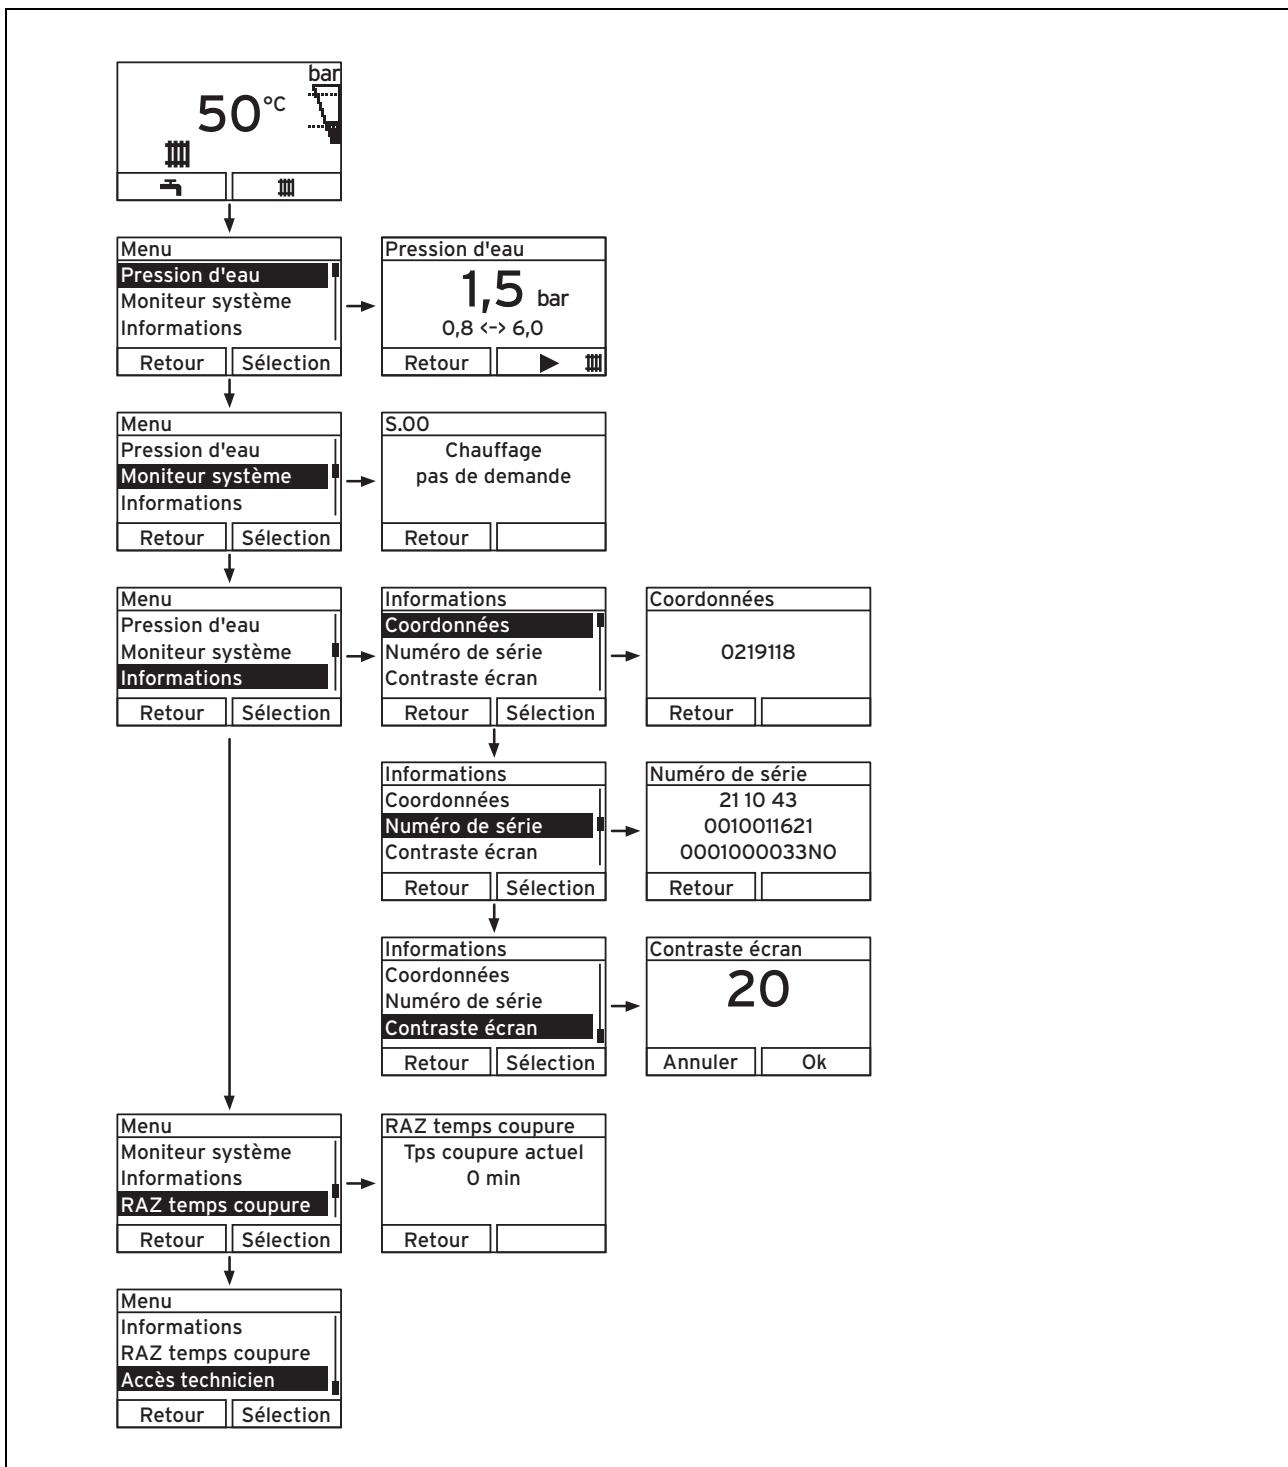 bar
50°C
Menu
Pression d'eau
Moniteur système
Informations
Retour Sélection
Pression d'eau
1,5 bar
0,8 <-> 6,0
Retour
Menu
Pression d'eau
Moniteur système
Informations
Retour Sélection
S.00
Chauffage
pas de demande
Retour
Menu
Pression d'eau
Moniteur système
Informations
Retour Sélection
Informations
Coordonnées
Numéro de série
Contraste écran
Retour Sélection
Coordonnées
0219118
Retour
Informations
Coordonnées
Numéro de série
Contraste écran
Retour Sélection
Numéro de série
21 10 43
0010011621
0001000033N0
Retour
Informations
Coordonnées
Numéro de série
Contraste écran
Retour Sélection
Contraste écran
20
Annuler Ok
Menu
Moniteur système
Informations
RAZ temps coupure
Retour Sélection
RAZ temps coupure
Tps coupure actuel
0 min
Retour
Menu
Informations
RAZ temps coupure
Accès technicien
Retour Sélection